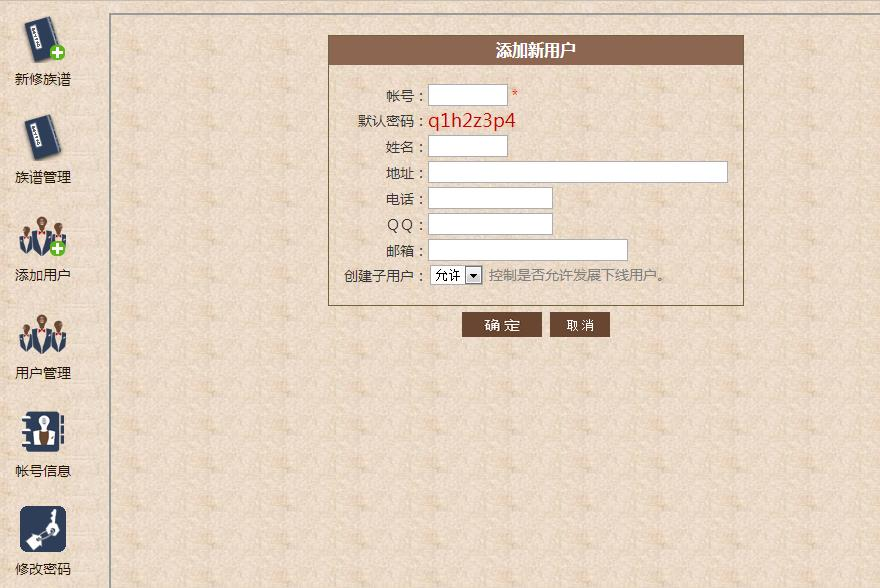 新修族谱
族谱管理
添加用户
用户管理
帐号信息
修改密码
添加新用户
帐号：*
默认密码：q1h2z3p4
姓名：
地址：
电话：
ＱＱ：
邮箱：
创建子用户：允许 控制是否允许发展下线用户。
确 定 取 消